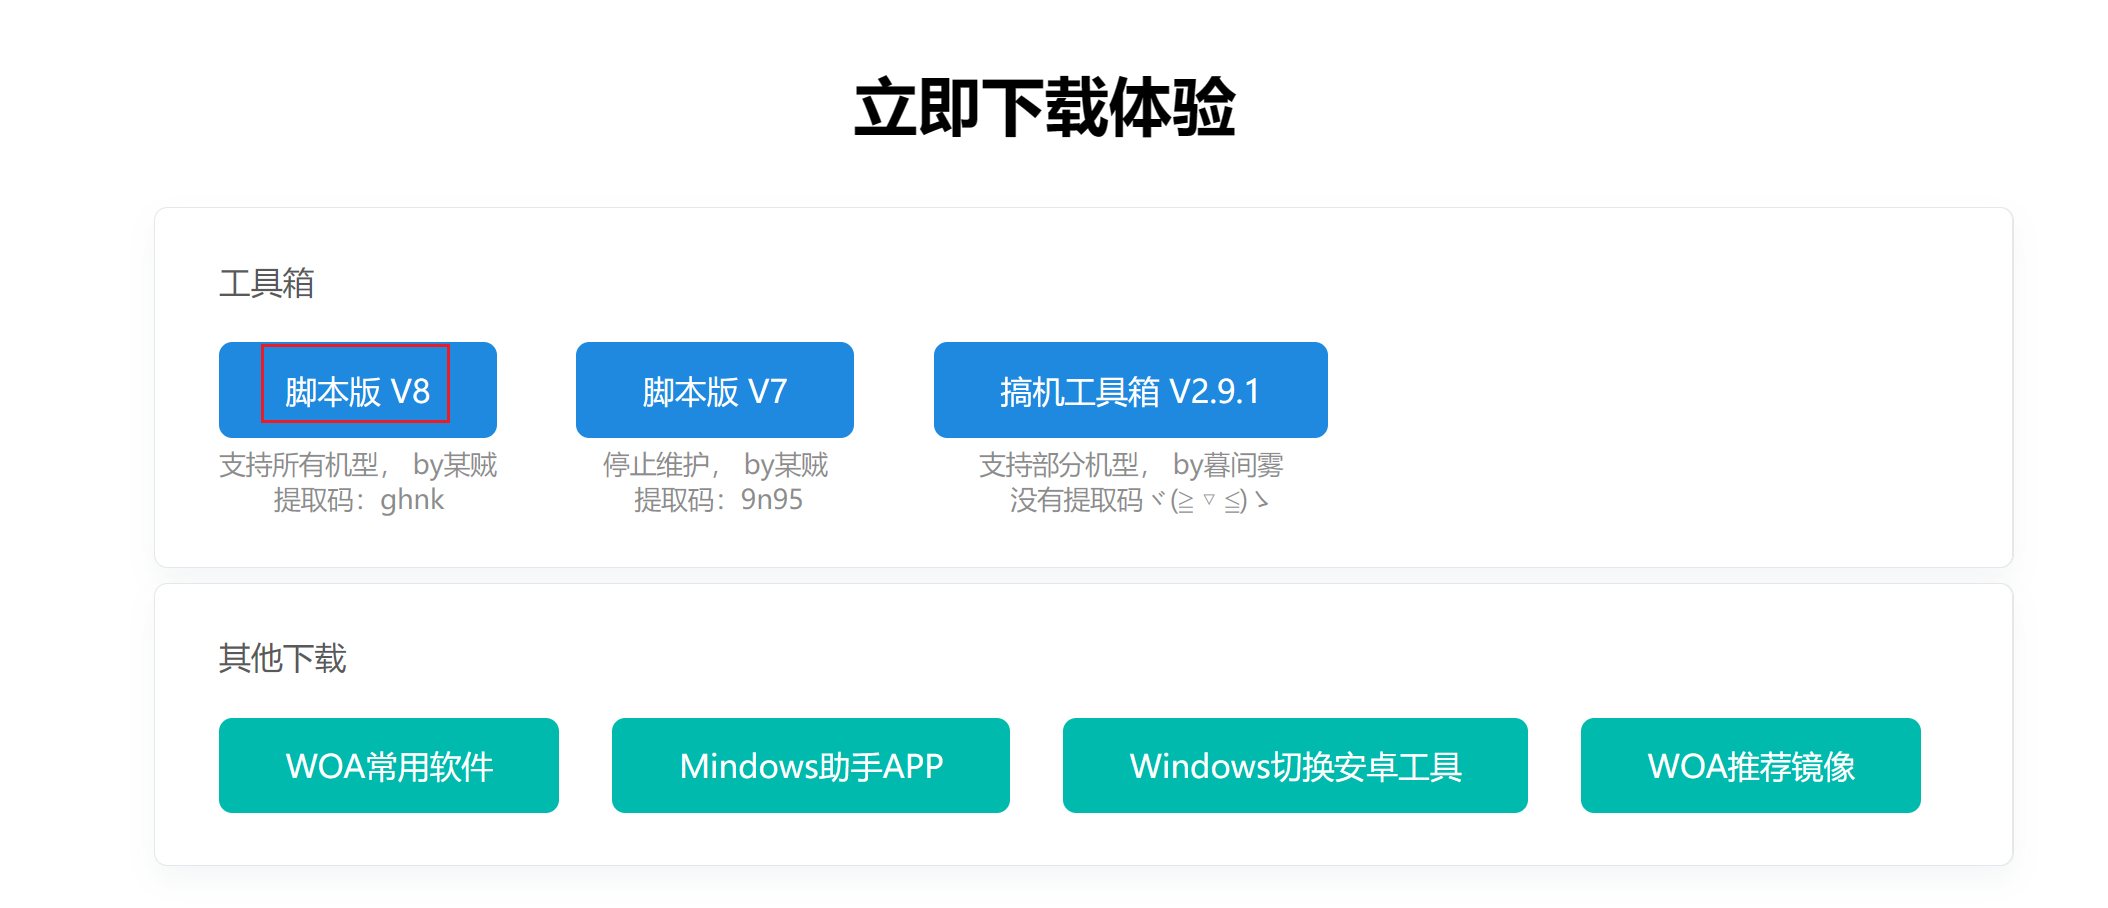 立即下载体验
工具箱
脚本版 V8
脚本版 V7
搞机工具箱 V2.9.1
支持所有机型， by某贼
提取码：ghnk
停止维护， by某贼
提取码：9n95
支持部分机型， by暮间雾
没有提取码ヾ(≧▽≦)ゝ
其他下载
WOA常用软件
Mindows助手APP
Windows切换安卓工具
WOA推荐镜像